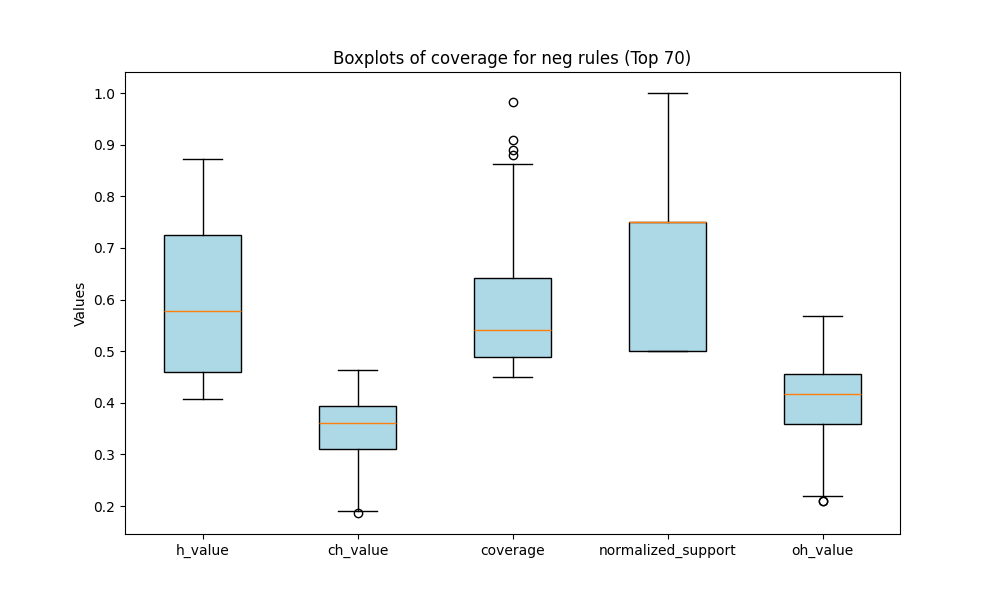 Boxplots of coverage for neg rules (Top 70)
Values
1.0
0.9
0.8
0.7
0.6
0.5
0.4
0.3
0.2
h_value
ch_value
coverage
normalized_support
oh_value